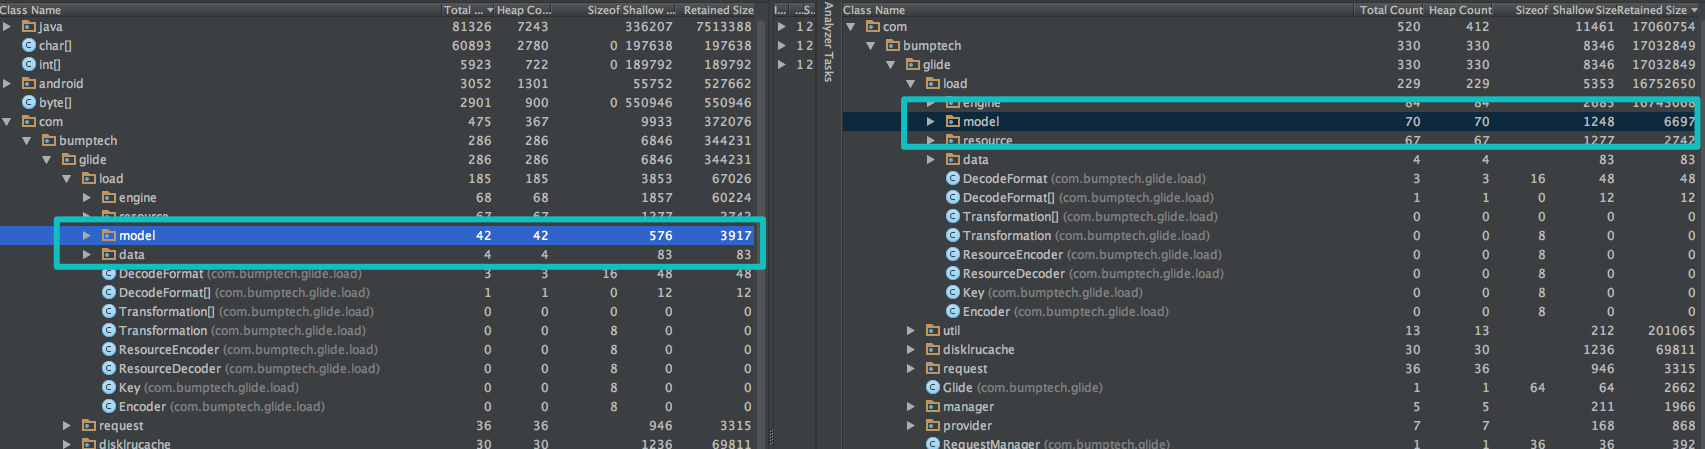 Class Name Total ... Heap Co... Sizeof Shallow ... Retained Size
java 81326 7243 336207 7513388
char[] 60893 2780 0 197638 197638
int[] 5923 722 0 189792 189792
android 3052 1301 55752 527662
byte[] 2901 900 0 550946 550946
com 475 367 9933 372076
bumptech 286 286 6846 344231
glide 286 286 6846 344231
load 185 185 3853 67026
engine 68 68 1857 60224
resource 67 67 1277 2742
model 42 42 576 3917
data 4 4 83 83
DecodeFormat (com.bumptech.glide.load) 3 3 16 48 48
DecodeFormat[] (com.bumptech.glide.load) 1 1 0 12 12
Transformation[] (com.bumptech.glide.load) 0 0 0 0 0
Transformation (com.bumptech.glide.load) 0 0 8 0 0
ResourceEncoder (com.bumptech.glide.load) 0 0 8 0 0
ResourceDecoder (com.bumptech.glide.load) 0 0 8 0 0
Key (com.bumptech.glide.load) 0 0 8 0 0
Encoder (com.bumptech.glide.load) 0 0 8 0 0
request 36 36 946 3315
disklrucache 30 30 1236 69811
I... ...S..
1 2
1 2
1 2
Analyzer Tasks
Class Name Total Count Heap Count Sizeof Shallow Size Retained Size
com 520 412 11461 17060754
bumptech 330 330 8346 17032849
glide 330 330 8346 17032849
load 229 229 5353 16752650
engine 84 84 2683 16743068
model 70 70 1248 6697
resource 67 67 1277 2742
data 4 4 83 83
DecodeFormat (com.bumptech.glide.load) 3 3 16 48 48
DecodeFormat[] (com.bumptech.glide.load) 1 1 0 12 12
Transformation[] (com.bumptech.glide.load) 0 0 0 0 0
Transformation (com.bumptech.glide.load) 0 0 8 0 0
ResourceEncoder (com.bumptech.glide.load) 0 0 8 0 0
ResourceDecoder (com.bumptech.glide.load) 0 0 8 0 0
Key (com.bumptech.glide.load) 0 0 8 0 0
Encoder (com.bumptech.glide.load) 0 0 8 0 0
util 13 13 212 201065
disklrucache 30 30 1236 69811
request 36 36 946 3315
Glide (com.bumptech.glide) 1 1 64 64 2662
manager 5 5 211 1966
provider 7 7 168 868
RequestManager (com.bumptech.glide) 1 1 36 36 392